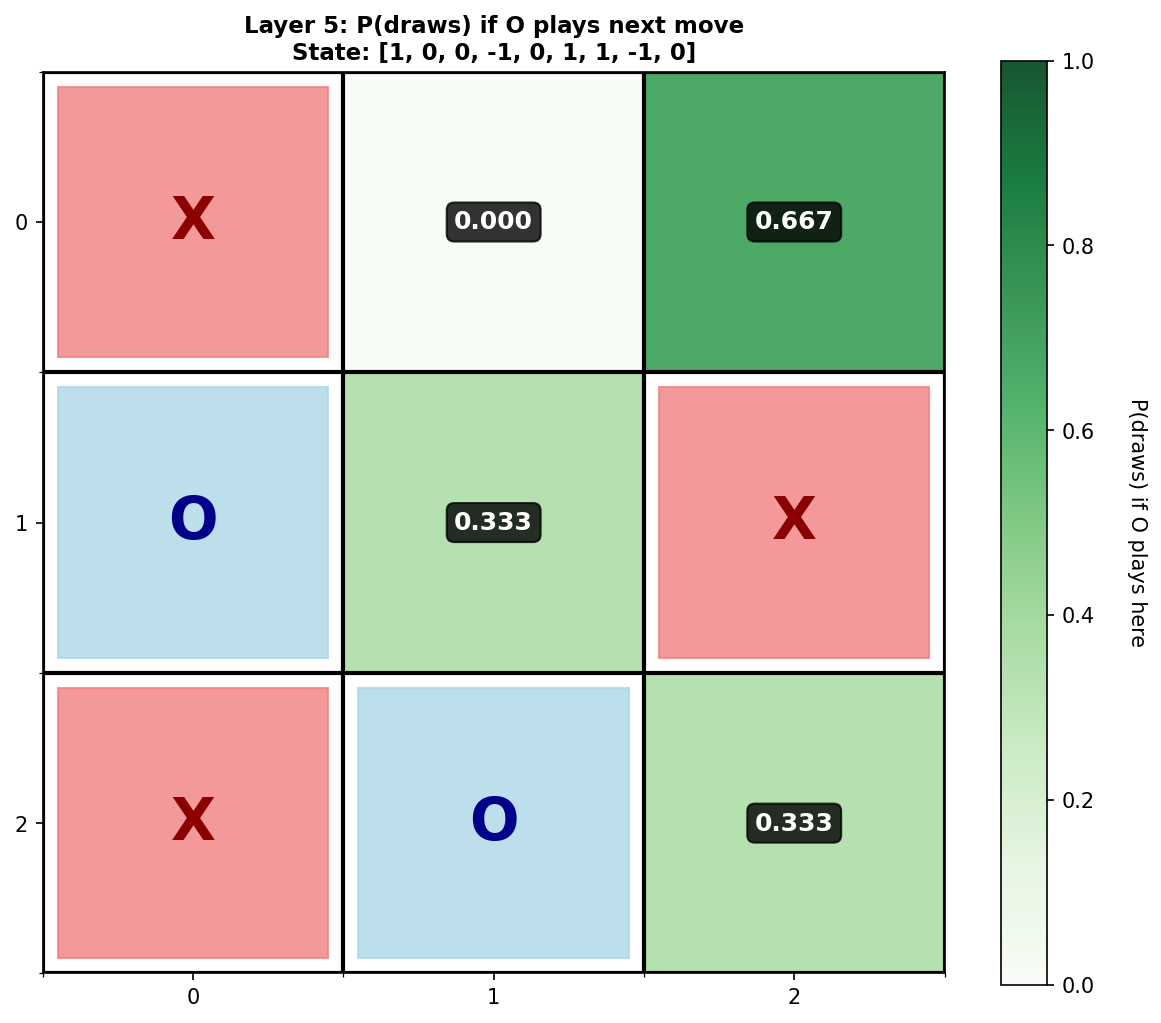 Layer 5: P(draws) if O plays next move
State: [1, 0, 0, -1, 0, 1, 1, -1, 0]
X
0.000
0.667
O
0.333
X
X
O
0.333
0
1
2
0
1
2
1.0
0.8
0.6
0.4
0.2
0.0
P(draws) if O plays here